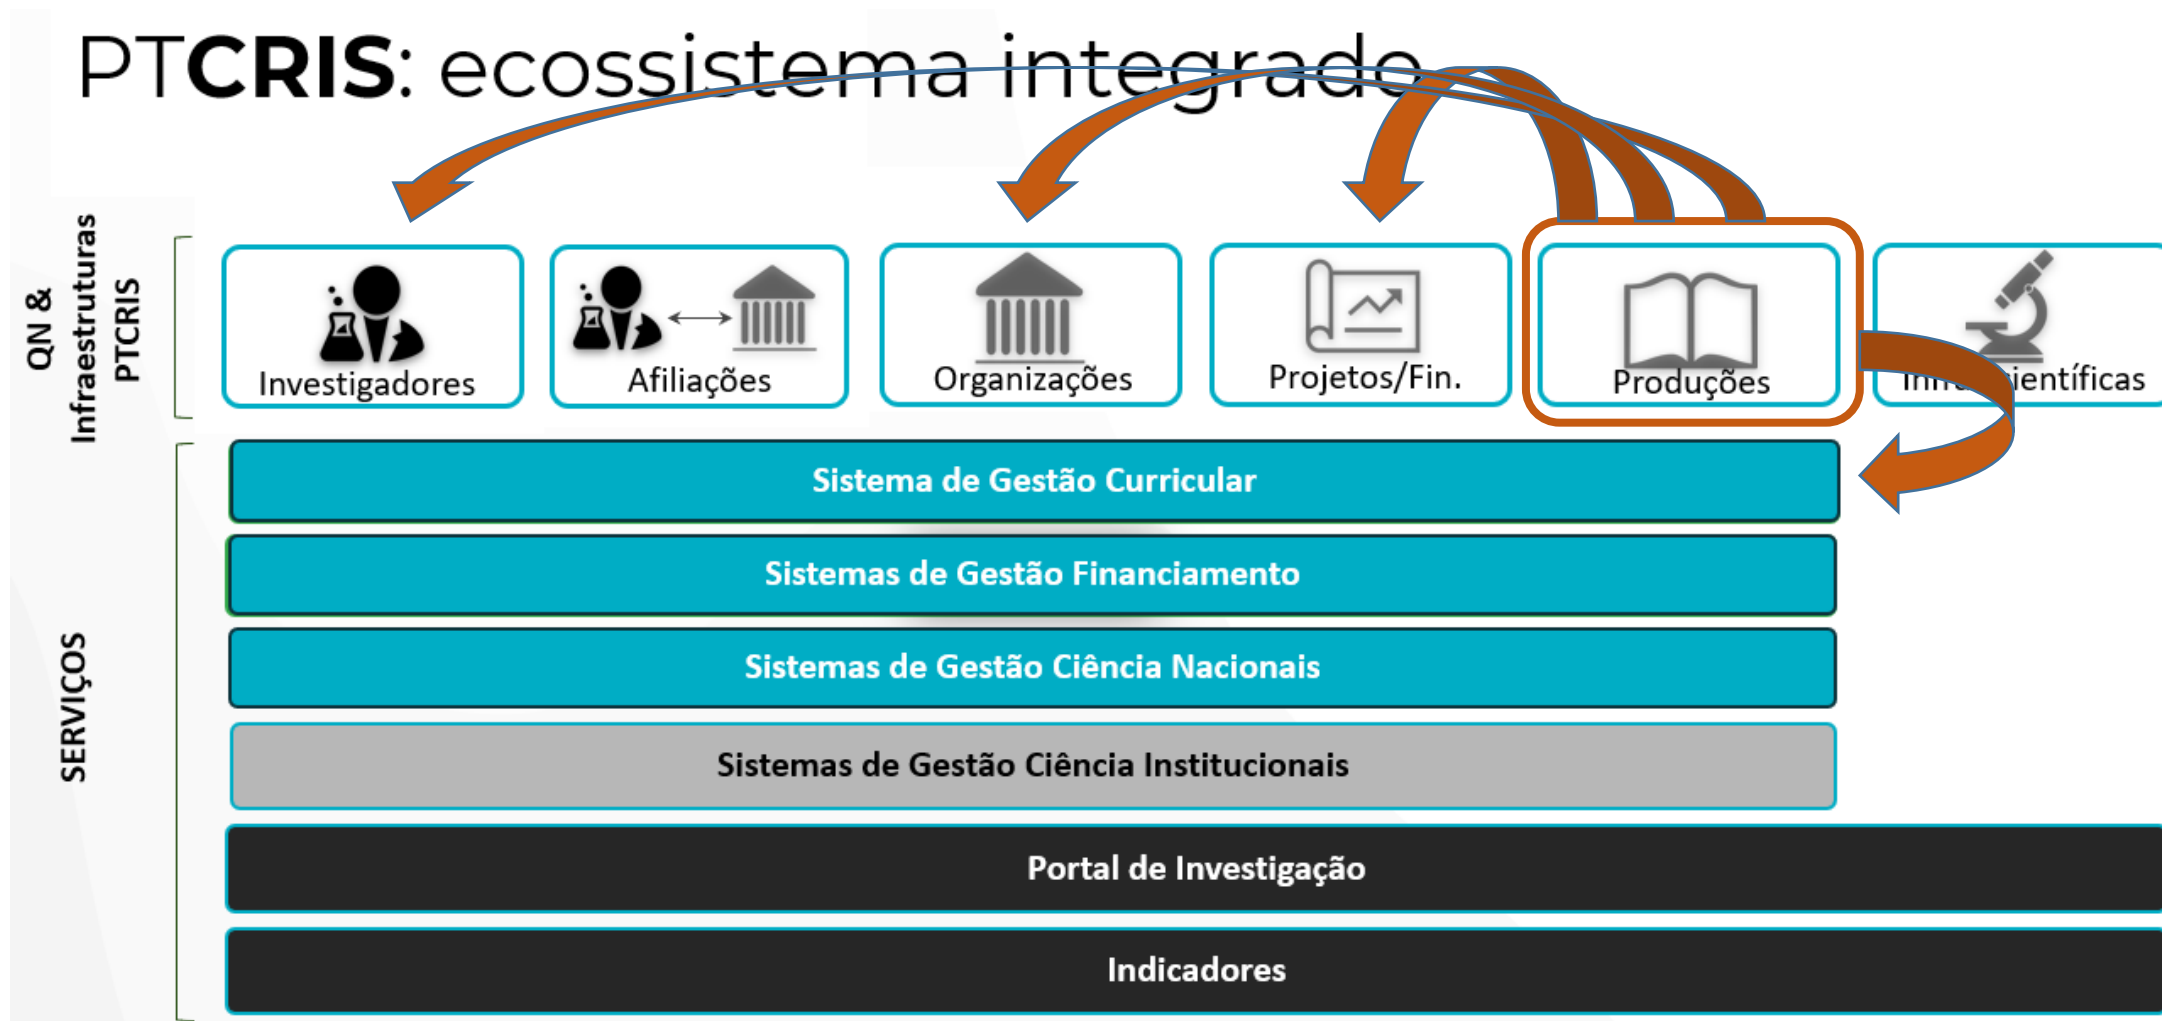 PTCRIS: ecossistema integrado
QN &
Infraestruturas
PTCRIS
Investigadores
Afiliações
Organizações
Projetos/Fin.
Produções
ientíficas
SERVIÇOS
Sistema de Gestão Curricular
Sistemas de Gestão Financiamento
Sistemas de Gestão Ciência Nacionais
Sistemas de Gestão Ciência Institucionais
Portal de Investigação
Indicadores